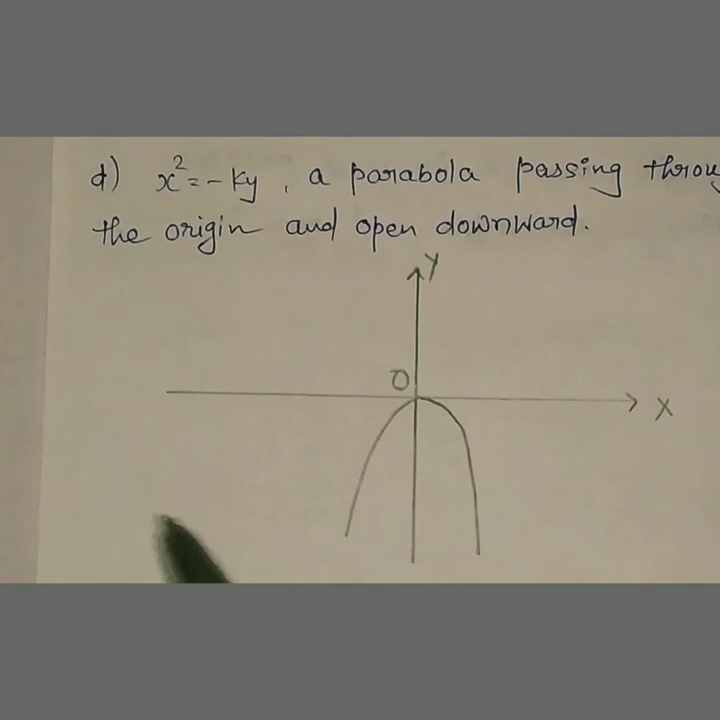 d) x² = - ky , a parabola passing throu
the origin and open downward.
Y
O
X